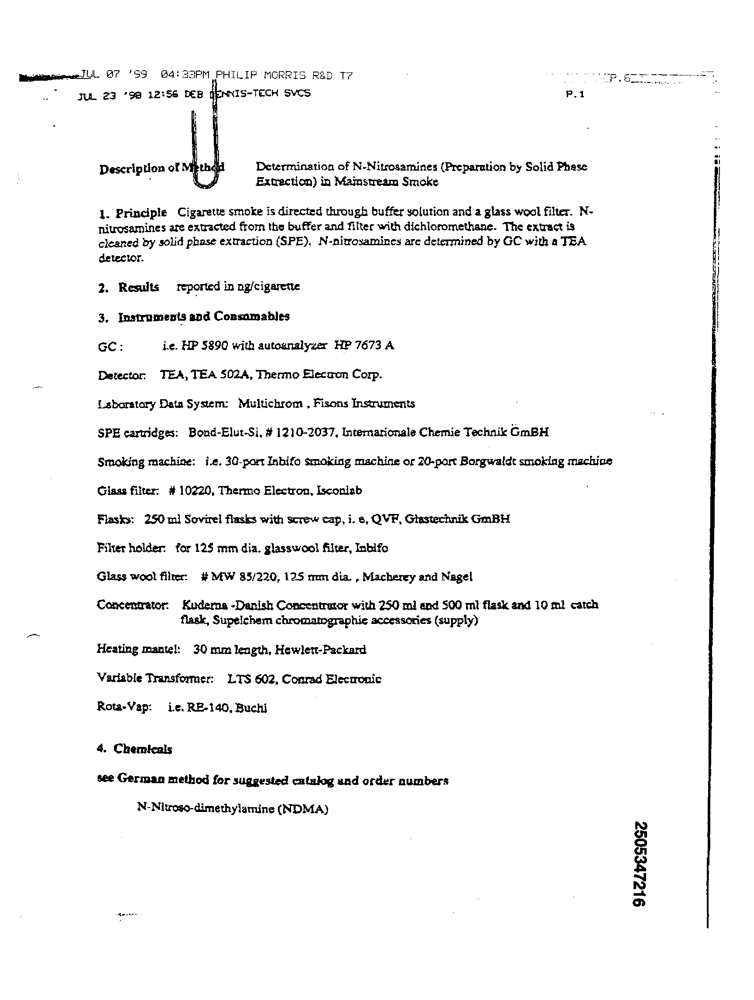 JUL 07 '99 04:33PM PHILIP MORRIS R&D T7 P.6
JUL 23 '98 12:56 DEB DENNIS-TECH SVCS P.1
Description of Method Determination of N-Nitrosamines (Preparation by Solid Phase
Extraction) in Mainstream Smoke
1. Principle Cigarette smoke is directed through buffer solution and a glass wool filter. N-
nitrosamines are extracted from the buffer and filter with dichloromethane. The extract is
cleaned by solid phase extraction (SPE). N-nitrosamines are determined by GC with a TEA
detector.
2. Results reported in ng/cigarette
3. Instruments and Consumables
GC: i.e. HP 5890 with autoanalyzer HP 7673 A
Detector: TEA, TEA 502A, Thermo Electron Corp.
Laboratory Data System: Multichrom , Fisons Instruments
SPE cartridges: Bond-Elut-Si, # 1210-2037, Internationale Chemie Technik GmBH
Smoking machine: i.e. 30-port Inbifo smoking machine or 20-port Borgwaldt smoking machine
Glass filter: # 10220, Thermo Electron, Isconlab
Flasks: 250 ml Sovirel flasks with screw cap, i. e, QVF, Glastechnik GmBH
Filter holder: for 125 mm dia. glasswool filter, Inbifo
Glass wool filter: # MW 85/220, 125 mm dia. , Macherey and Nagel
Concentrator: Kuderna -Danish Concentrator with 250 ml and 500 ml flask and 10 ml catch
flask, Supelchem chromatographie accessories (supply)
Heating mantel: 30 mm length, Hewlett-Packard
Variable Transformer: LTS 602, Conrad Electronic
Rota-Vap: i.e. RE-140, Buchi
4. Chemicals
see German method for suggested catalog and order numbers
N-Nitroso-dimethylamine (NDMA)
2505347216